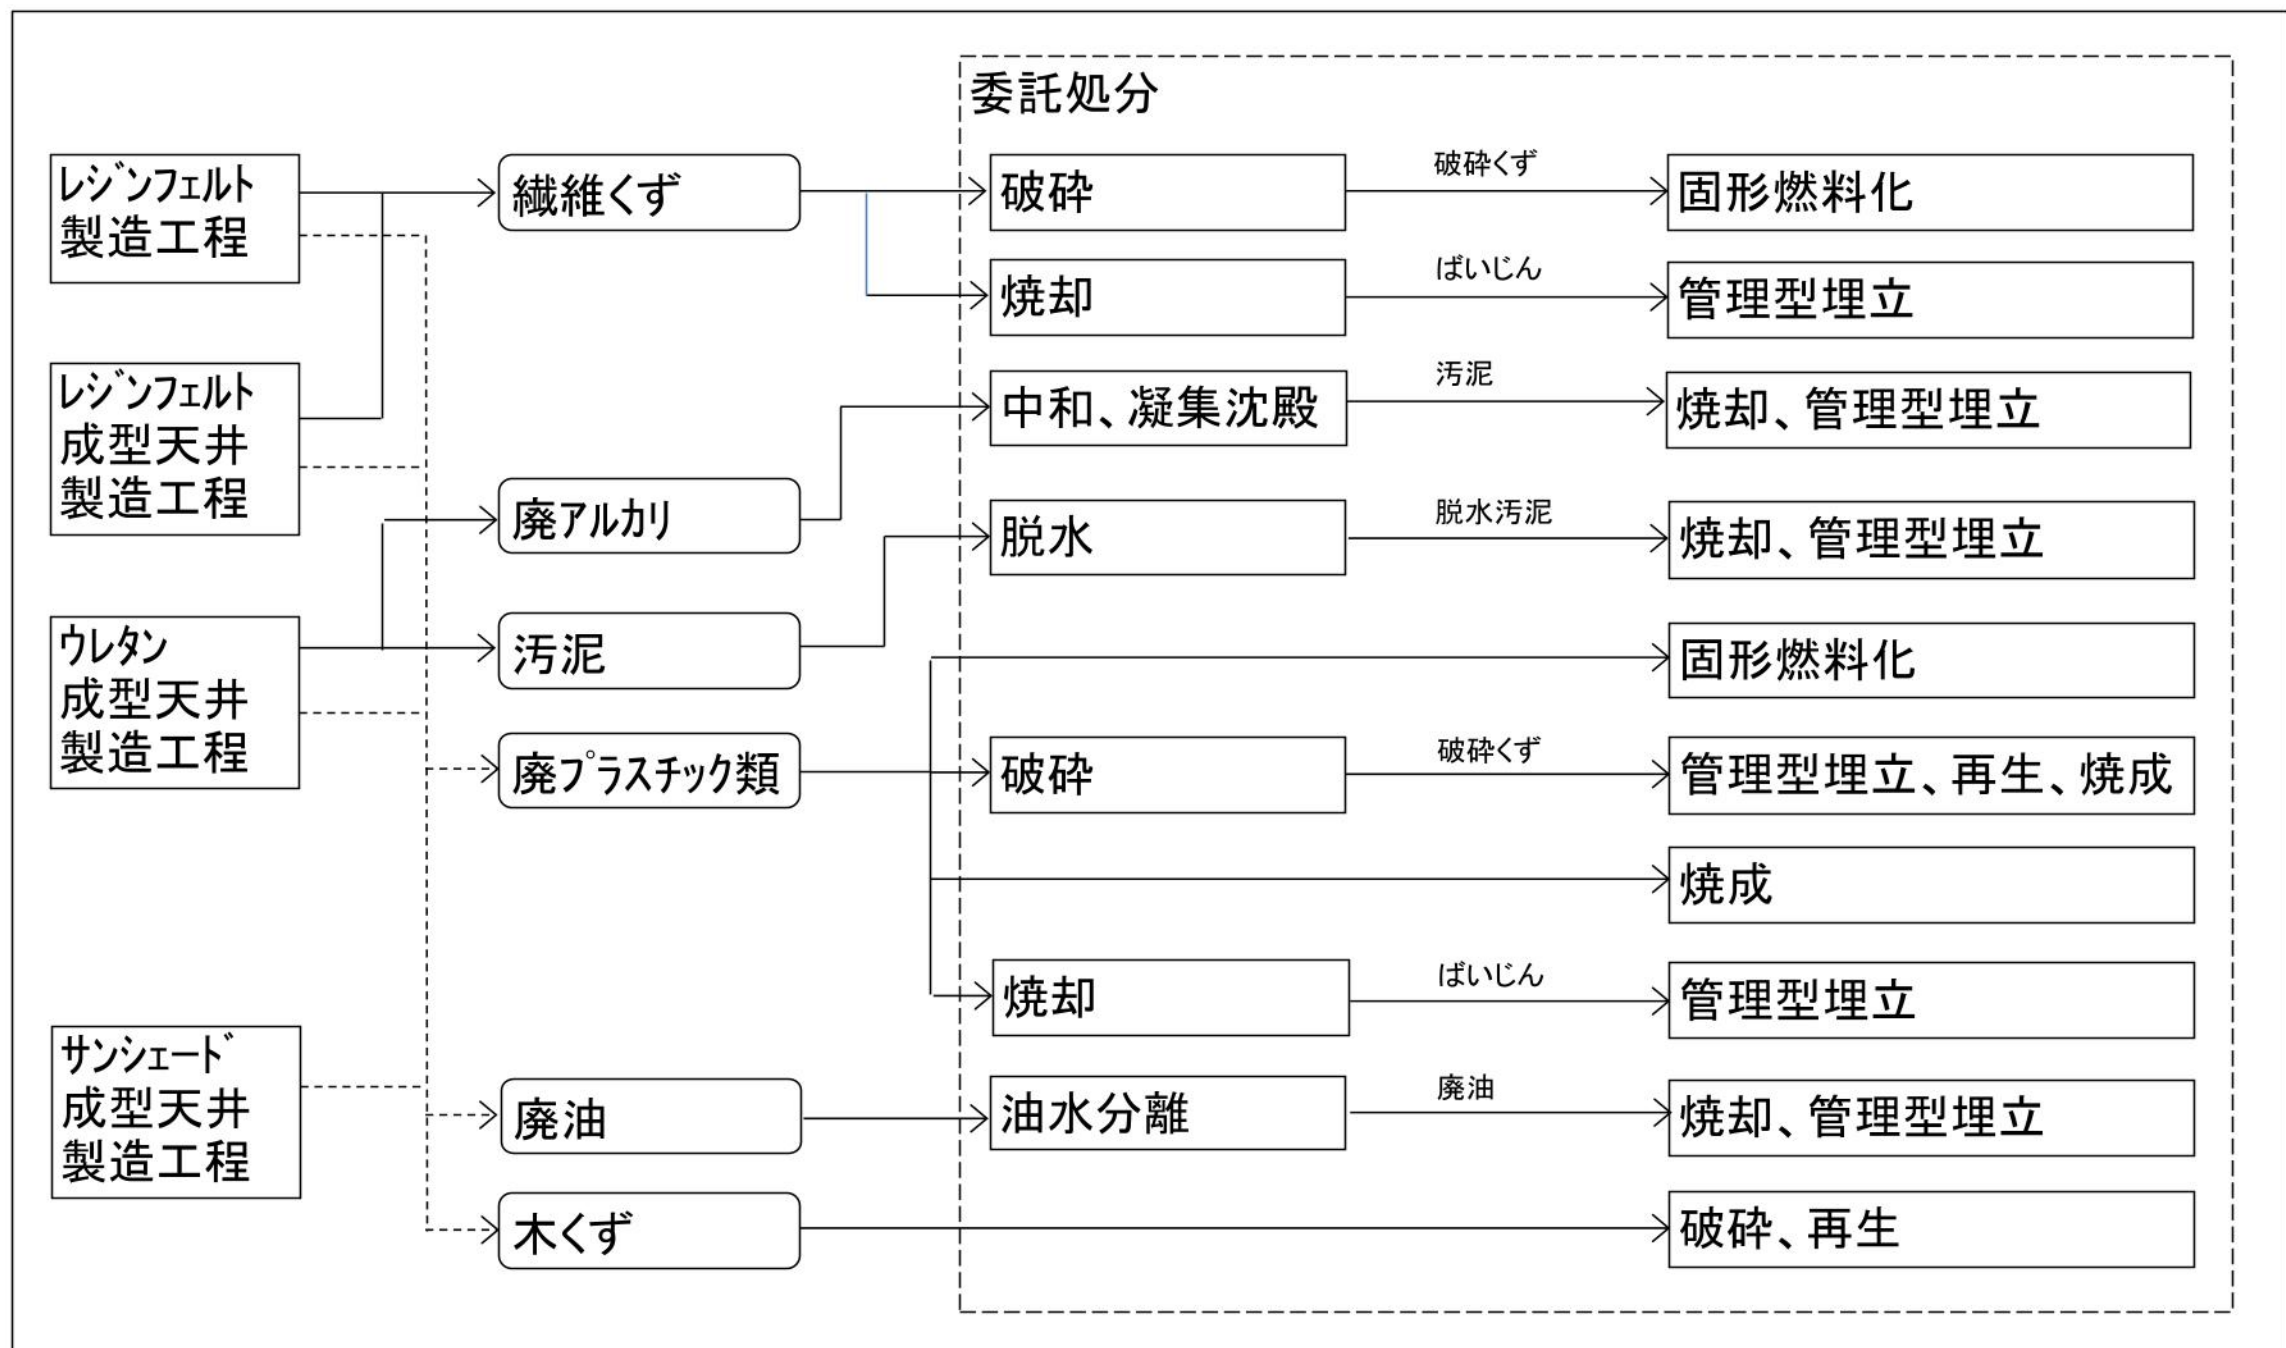 委託処分
ﾚｼﾞﾝﾌｪﾙﾄ
製造工程
繊維くず
破砕
破砕くず
固形燃料化
焼却
ばいじん
管理型埋立
ﾚｼﾞﾝﾌｪﾙﾄ
成型天井
製造工程
廃ｱﾙｶﾘ
中和、凝集沈殿
汚泥
焼却、管理型埋立
脱水
脱水汚泥
焼却、管理型埋立
ｳﾚﾀﾝ
成型天井
製造工程
汚泥
固形燃料化
廃ﾌﾟﾗｽﾁｯｸ類
破砕
破砕くず
管理型埋立、再生、焼成
焼成
焼却
ばいじん
管理型埋立
ｻﾝｼｪｰﾄﾞ
成型天井
製造工程
廃油
油水分離
廃油
焼却、管理型埋立
木くず
破砕、再生